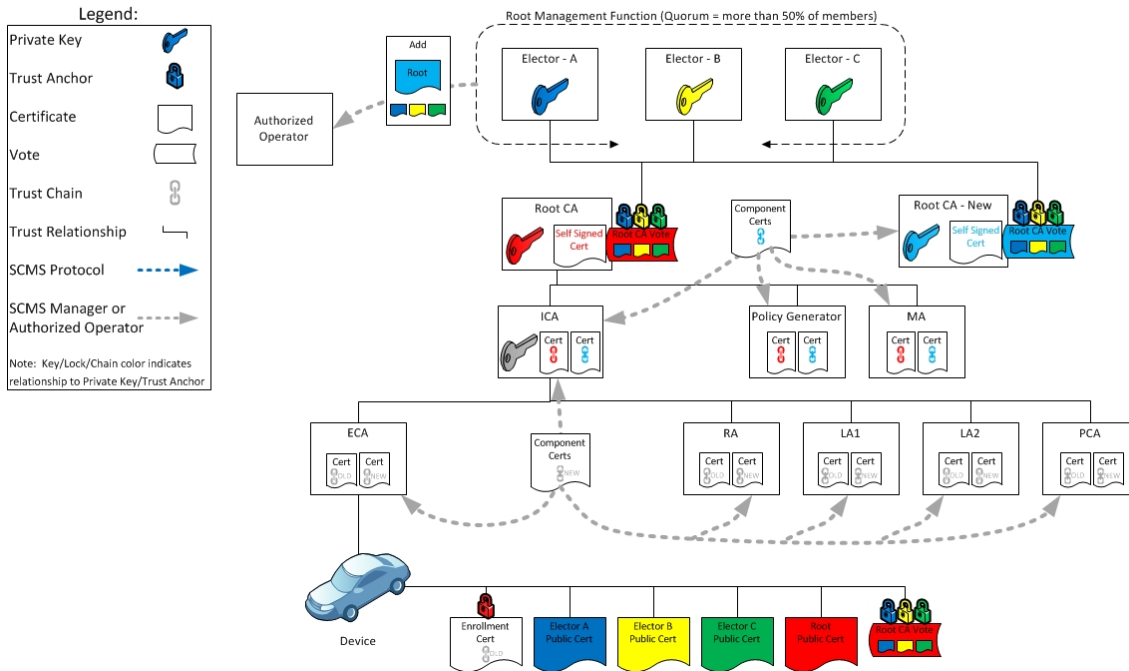 Legend:
Private Key
Trust Anchor
Certificate
Vote
Trust Chain
Trust Relationship
SCMS Protocol
SCMS Manager or
Authorized Operator
Note: Key/Lock/Chain color indicates
relationship to Private Key/Trust Anchor
Root Management Function (Quorum = more than 50% of members)
Add
Root
Authorized
Operator
Elector - A
Elector - B
Elector - C
Root CA
Self Signed
Cert
Root CA Vote
Component
Certs
Root CA - New
Self Signed
Cert
Root CA Vote
ICA
Cert
Cert
Policy Generator
Cert
Cert
MA
Cert
Cert
ECA
Cert
OLD
Cert
NEW
Component
Certs
NEW
RA
Cert
OLD
Cert
NEW
LA1
Cert
OLD
Cert
NEW
LA2
Cert
OLD
Cert
NEW
PCA
Cert
OLD
Cert
NEW
Device
Enrollment
Cert
OLD
Elector A
Public Cert
Elector B
Public Cert
Elector C
Public Cert
Root
Public Cert
Root CA Vote